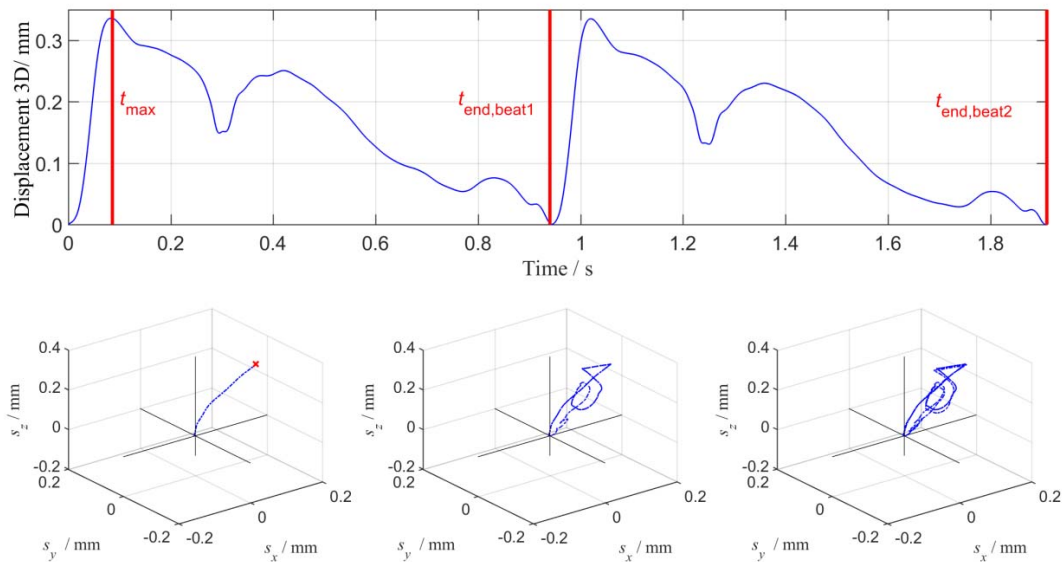 Displacement 3D/ mm
0.3
0.2
0.1
0
t_max
t_end,beat1
t_end,beat2
0 0.2 0.4 0.6 0.8 1 1.2 1.4 1.6 1.8
Time / s
s_z / mm
0.4
0.2
0
-0.2
0.2
0
-0.2
-0.2
0
0.2
s_y / mm
s_x / mm
s_z / mm
0.4
0.2
0
-0.2
0.2
0
-0.2
-0.2
0
0.2
s_y / mm
s_x / mm
s_z / mm
0.4
0.2
0
-0.2
0.2
0
-0.2
-0.2
0
0.2
s_y / mm
s_x / mm